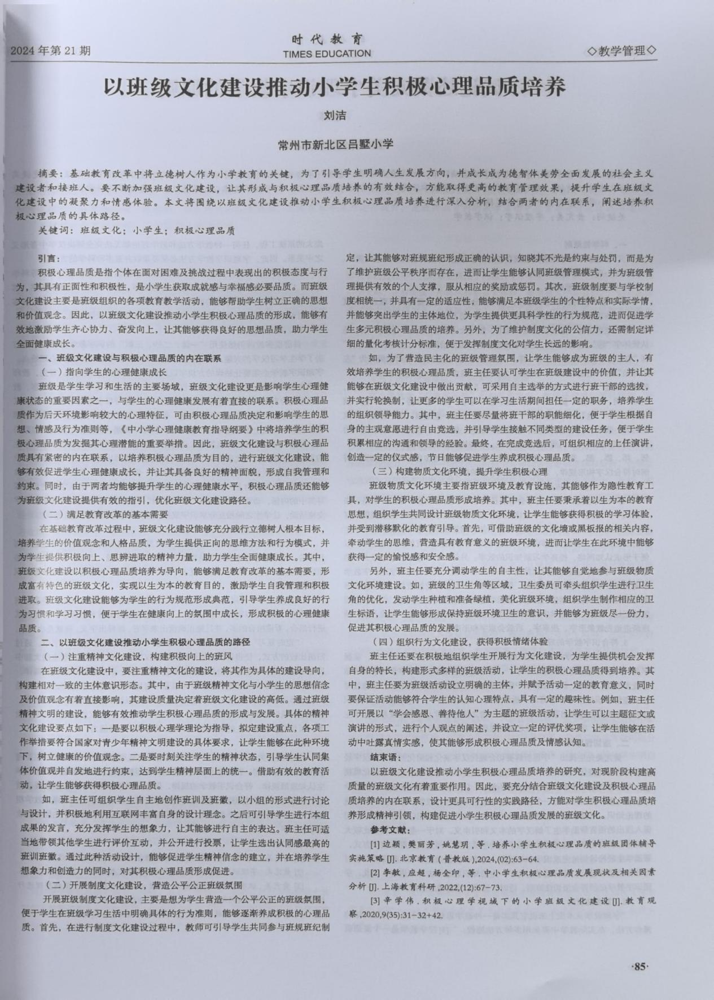 2024 年第 21 期
时代教育
TIMES EDUCATION
◇教学管理◇
以班级文化建设推动小学生积极心理品质培养
刘洁
常州市新北区吕墅小学
摘要：基础教育改革中将立德树人作为小学教育的关键，为了引导学生明确人生发展方向，并成长成为德智体美劳全面发展的社会主义
建设者和接班人。要不断加强班级文化建设，让其形成与积极心理品质培养的有效结合，方能取得更高的教育管理效果，提升学生在班级文
化建设中的凝聚力和情感体验。本文将围绕以班级文化建设推动小学生积极心理品质培养进行深入分析，结合两者的内在联系，阐述培养积
极心理品质的具体路径。
关键词：班级文化；小学生；积极心理品质
引言：
积极心理品质是指个体在面对困难及挑战过程中表现出的积极态度与行
为，其具有正面性和积极性，是小学生获取成就感与幸福感必要品质。而班级
文化建设主要是班级组织的各项教育教学活动，能够帮助学生树立正确的思想
和价值观念。因此，以班级文化建设推动小学生积极心理品质的形成，能够有
效地激励学生齐心协力、奋发向上，让其能够获得良好的思想品质，助力学生
全面健康成长。
一、班级文化建设与积极心理品质的内在联系
（一）指向学生的心理健康成长
班级是学生学习和生活的主要场域，班级文化建设更是影响学生心理健
康状态的重要因素之一，与学生的心理健康发展有着直接的联系。积极心理品
质作为后天环境影响较大的心理特征，可由积极心理品质决定和影响学生的思
想、情感及行为准则等，《中小学心理健康教育指导纲要》中将培养学生的积
极心理品质为发掘其心理潜能的重要举措。因此，班级文化建设与积极心理品
质具有紧密的内在联系，以培养积极心理品质为目的，进行班级文化建设，能
够有效促进学生心理健康成长，并让其具备良好的精神面貌，形成自我管理和
约束。同时，由于两者均能够提升学生的心理健康水平，积极心理品质还能够
为班级文化建设提供有效的指引，优化班级文化建设路径。
（二）满足教育改革的基本需要
在基础教育改革过程中，班级文化建设能够充分践行立德树人根本目标，
培养学生的价值观念和人格品质，为学生提供正向的思维方法和行为模式，并
为学生提供积极向上、思辨进取的精神力量，助力学生全面健康成长。其中，
班级文化建设以积极心理品质培养为导向，能够满足教育改革的基本需要，形
成富有特色的班级文化，实现以生为本的教育目的，激励学生自我管理和积极
进取。班级文化建设能够为学生的行为规范形成典范，引导学生养成良好的行
为习惯和学习习惯，便于学生在健康向上的氛围中成长，形成积极的心理健康
品质。
二、以班级文化建设推动小学生积极心理品质的路径
（一）注重精神文化建设，构建积极向上的班风
在班级文化建设中，要注重精神文化的建设，将其作为具体的建设导向，
构建相对一致的主体意识形态。其中，由于班级精神文化与小学生的思想信念
及价值观念有着直接影响，其建设质量决定着班级文化建设的高低。通过班级
精神文明的建设，能够有效推动学生积极心理品质的形成与发展。具体的精神
文化建设要点如下：一是要以积极心理学理论为指导，拟定建设重点，各项工
作举措要符合国家对青少年精神文明建设的具体要求，让学生能够在此种环境
下，树立健康的价值观念。二是要时刻关注学生的精神状态，引导学生认同集
体价值观并自发地进行约束，达到学生精神层面上的统一。借助有效的教育活
动，让学生能够获得积极心理品质。
如，班主任可组织学生自主地创作班训及班徽，以小组的形式进行讨论
与设计，并积极地利用互联网丰富自身的设计理念。之后可引导学生进行本组
成果的发言，充分发挥学生的想象力，让其能够进行自主的表达。班主任可适
当地带领其他学生进行评价互动，并公开进行投票，让学生选出认同感最高的
班训班徽。通过此种活动设计，能够促进学生精神信念的建立，并在培养学生
想象力和创造力的同时，对其积极心理品质形成促进。
（二）开展制度文化建设，营造公平公正班级氛围
开展班级制度文化建设，主要是想为学生营造一个公平公正的班级氛围，
便于学生在班级学习生活中明确具体的行为准则，能够逐渐养成积极的心理品
质。首先，在进行制度文化建设过程中，教师可引导学生共同参与班规班纪制
定，让其能够对班规班纪形成正确的认识，知晓其不光是约束与处罚，而是为
了维护班级公平秩序而存在，进而让学生能够认同班级管理模式，并为班级管
理提供有效的个人支撑，服从相应的奖励或惩罚。其次，班级制度要与学校制
度相统一，并具有一定的适应性，能够满足本班级学生的个性特点和实际学情，
并能够突出学生的主体地位，为学生提供更具科学性的行为规范，进而促进学
生多元积极心理品质的培养。另外，为了维护制度文化的公信力，还需制定详
细的量化考核计分标准，便于发挥制度文化对学生长远的影响。
如，为了营造民主化的班级管理氛围，让学生能够成为班级的主人，有
效培养学生的积极心理品质，班主任要认可学生在班级建设中的价值，并让其
能够在班级文化建设中做出贡献，可采用自主选举的方式进行班干部的选拔，
并实行轮换制，让更多的学生可以在学习生活期间担任一定的职务，培养学生
的组织领导能力。其中，班主任要尽量将班干部的职能细化，便于学生根据自
身的主观意愿进行自由竞选，并引导学生接触不同类型的建设任务，便于学生
积累相应的沟通和领导的经验。最终，在完成竞选后，可组织相应的上任演讲，
创造一定的仪式感，节日能够促进学生养成积极心理品质。
（三）构建物质文化环境，提升学生积极心理
班级物质文化环境主要指班级环境及教育设施，其能够作为隐性教育工
具，对学生的积极心理品质形成培养。其中，班主任要秉承着以生为本的教育
思想，组织学生共同设计班级物质文化环境，让学生能够获得积极的学习体验，
并受到潜移默化的教育引导。首先，可借助班级的文化墙或黑板报的相关内容，
牵动学生的思维，营造具有教育意义的班级环境，进而让学生在此环境中能够
获得一定的愉悦感和安全感。
另外，班主任要充分调动学生的自主性，让其能够自觉地参与班级物质
文化环境建设。如，班级的卫生角等区域，卫生委员可牵头组织学生进行卫生
角的优化，发动学生种植和准备绿植，美化班级环境，组织学生制作相应的卫
生标语，让学生能够形成保持班级环境卫生的意识，并能够为班级尽一份力，
促进其积极心理品质的发展。
（四）组织行为文化建设，获得积极情绪体验
班主任还要在积极地组织学生开展行为文化建设，为学生提供机会发挥
自身的特长，构建形式多样的班级活动，让学生的积极心理品质得到培养。其
中，班主任要为班级活动设立明确的主体，并赋予活动一定的教育意义，同时
要保证活动能够符合学生的认知心理特点，具有一定的趣味性。例如，班主任
可开展以“学会感恩、善待他人”为主题的班级活动，让学生可以主题征文或
演讲的形式，进行个人观点的阐述，并设立一定的评优奖项，让学生能够在活
动中吐露真情实感，使其能够形成积极心理品质及情感认知。
结束语：
以班级文化建设推动小学生积极心理品质培养的研究，对现阶段构建高
质量的班级文化有着重要作用。因此，要充分结合班级文化建设及积极心理品
质培养的内在联系，设计更具可行性的实践路径，方能对学生积极心理品质培
养形成精神引领，构建促进小学生积极心理品质发展的班级文化。
参考文献：
[1] 边颖,樊丽芳,姚慧玥,等.培养小学生积极心理品质的班级团体辅导
实施策略[J].北京教育(普教版),2024,(02):63-64.
[2] 李敏,应超,杨全印,等.中小学生积极心理品质发展现状及相关因素
分析[J].上海教育科研,2022,(12):67-73.
[3] 辛学伟.积极心理学视域下的小学班级文化建设[J].教育观
察,2020,9(35):31-32+42.
·85·